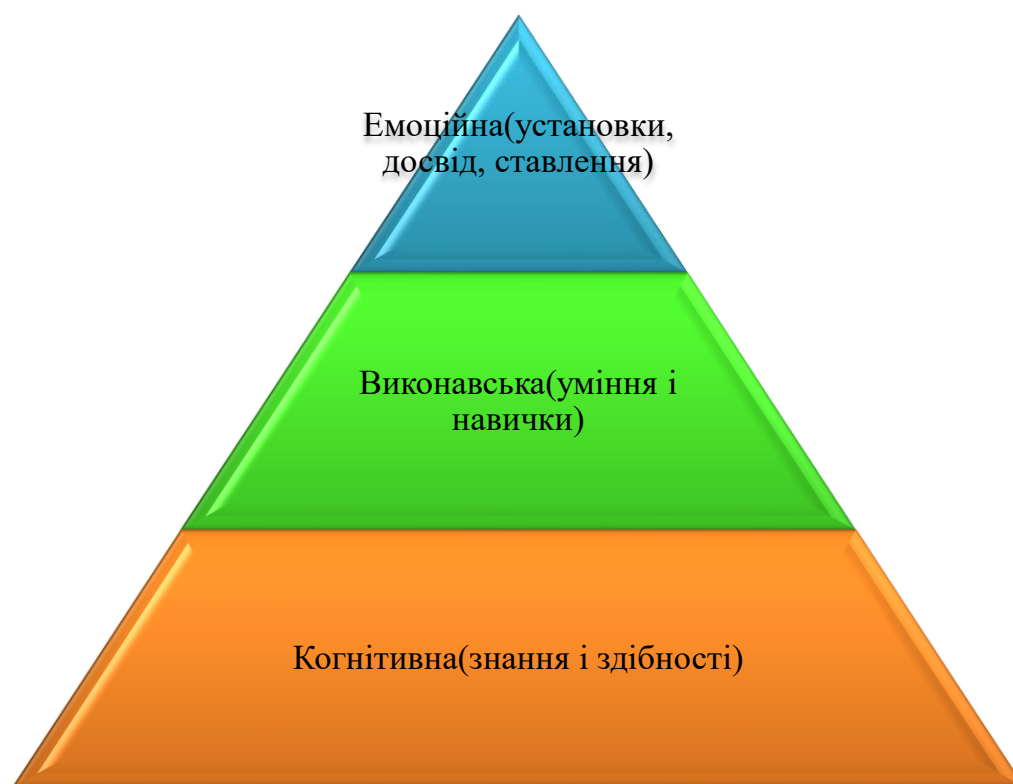 Емоційна(установки,
досвід, ставлення)
Виконавська(уміння і
навички)
Когнітивна(знання і здібності)